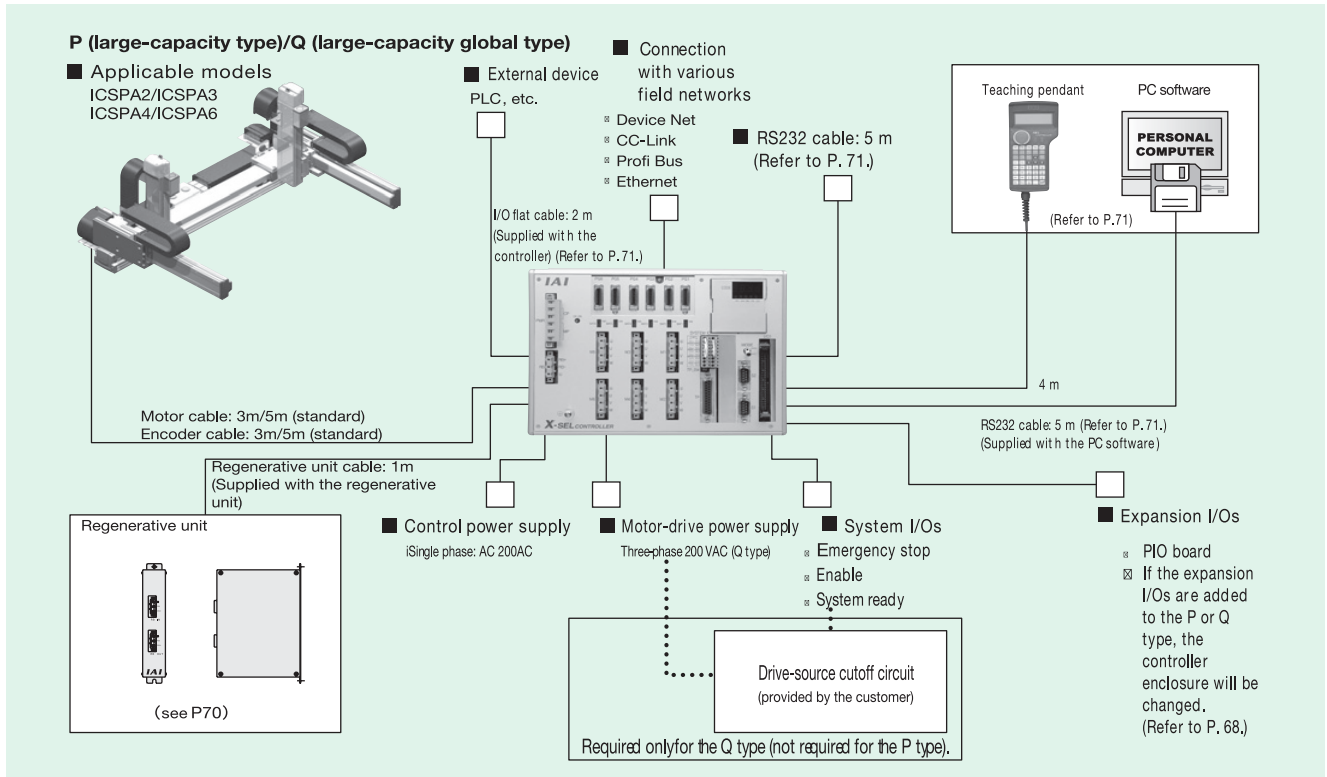 P (large-capacity type)/Q (large-capacity global type)
■ Applicable models
ICSPA2/ICSPA3
ICSPA4/ICSPA6
■ External device
PLC, etc.
■ Connection
with various
field networks
Device Net
CC-Link
Profi Bus
Ethernet
■ RS232 cable: 5 m
(Refer to P. 71.)
Teaching pendant
PC software
PERSONAL
COMPUTER
(Refer to P.71)
I/O flat cable: 2 m
(Supplied with the
controller) (Refer to P. 71.)
IAI
X-SEL CONTROLLER
4 m
Motor cable: 3m/5m (standard)
Encoder cable: 3m/5m (standard)
RS232 cable: 5 m (Refer to P. 71.)
(Supplied with the PC software)
Regenerative unit cable: 1m
(Supplied with the regenerative
unit)
Regenerative unit
IAI
(see P70)
■ Control power supply
iSingle phase: AC 200AC
■ Motor-drive power supply
Three-phase 200 VAC (Q type)
■ System I/Os
Emergency stop
Enable
System ready
■ Expansion I/Os
PIO board
If the expansion
I/Os are added
to the P or Q
type, the
controller
enclosure will be
changed.
(Refer to P. 68.)
Drive-source cutoff circuit
(provided by the customer)
Required onlyfor the Q type (not required for the P type).